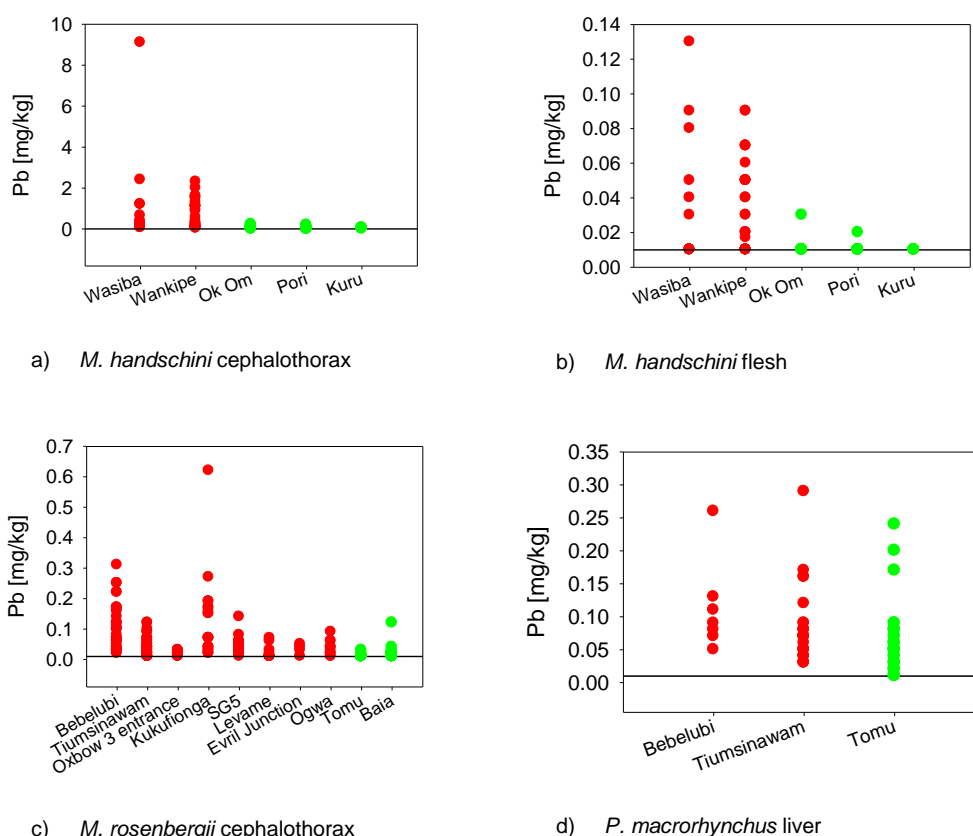 10
8
6
4
2
0
Pb [mg/kg]
Wasiba
Wankipe
Ok Om
Pori
Kuru
a) M. handschini cephalothorax
0.14
0.12
0.10
0.08
0.06
0.04
0.02
0.00
Pb [mg/kg]
Wasiba
Wankipe
Ok Om
Pori
Kuru
b) M. handschini flesh
0.7
0.6
0.5
0.4
0.3
0.2
0.1
0.0
Pb [mg/kg]
Bebelubi
Tiumsinawam
Oxbow 3 entrance
Kukufionga
SG5
Levame
Evril Junction
Ogwa
Tomu
Baia
c) M. rosenbergii cephalothorax
0.35
0.30
0.25
0.20
0.15
0.10
0.05
0.00
Pb [mg/kg]
Bebelubi
Tiumsinawam
Tomu
d) P. macrorhynchus liver